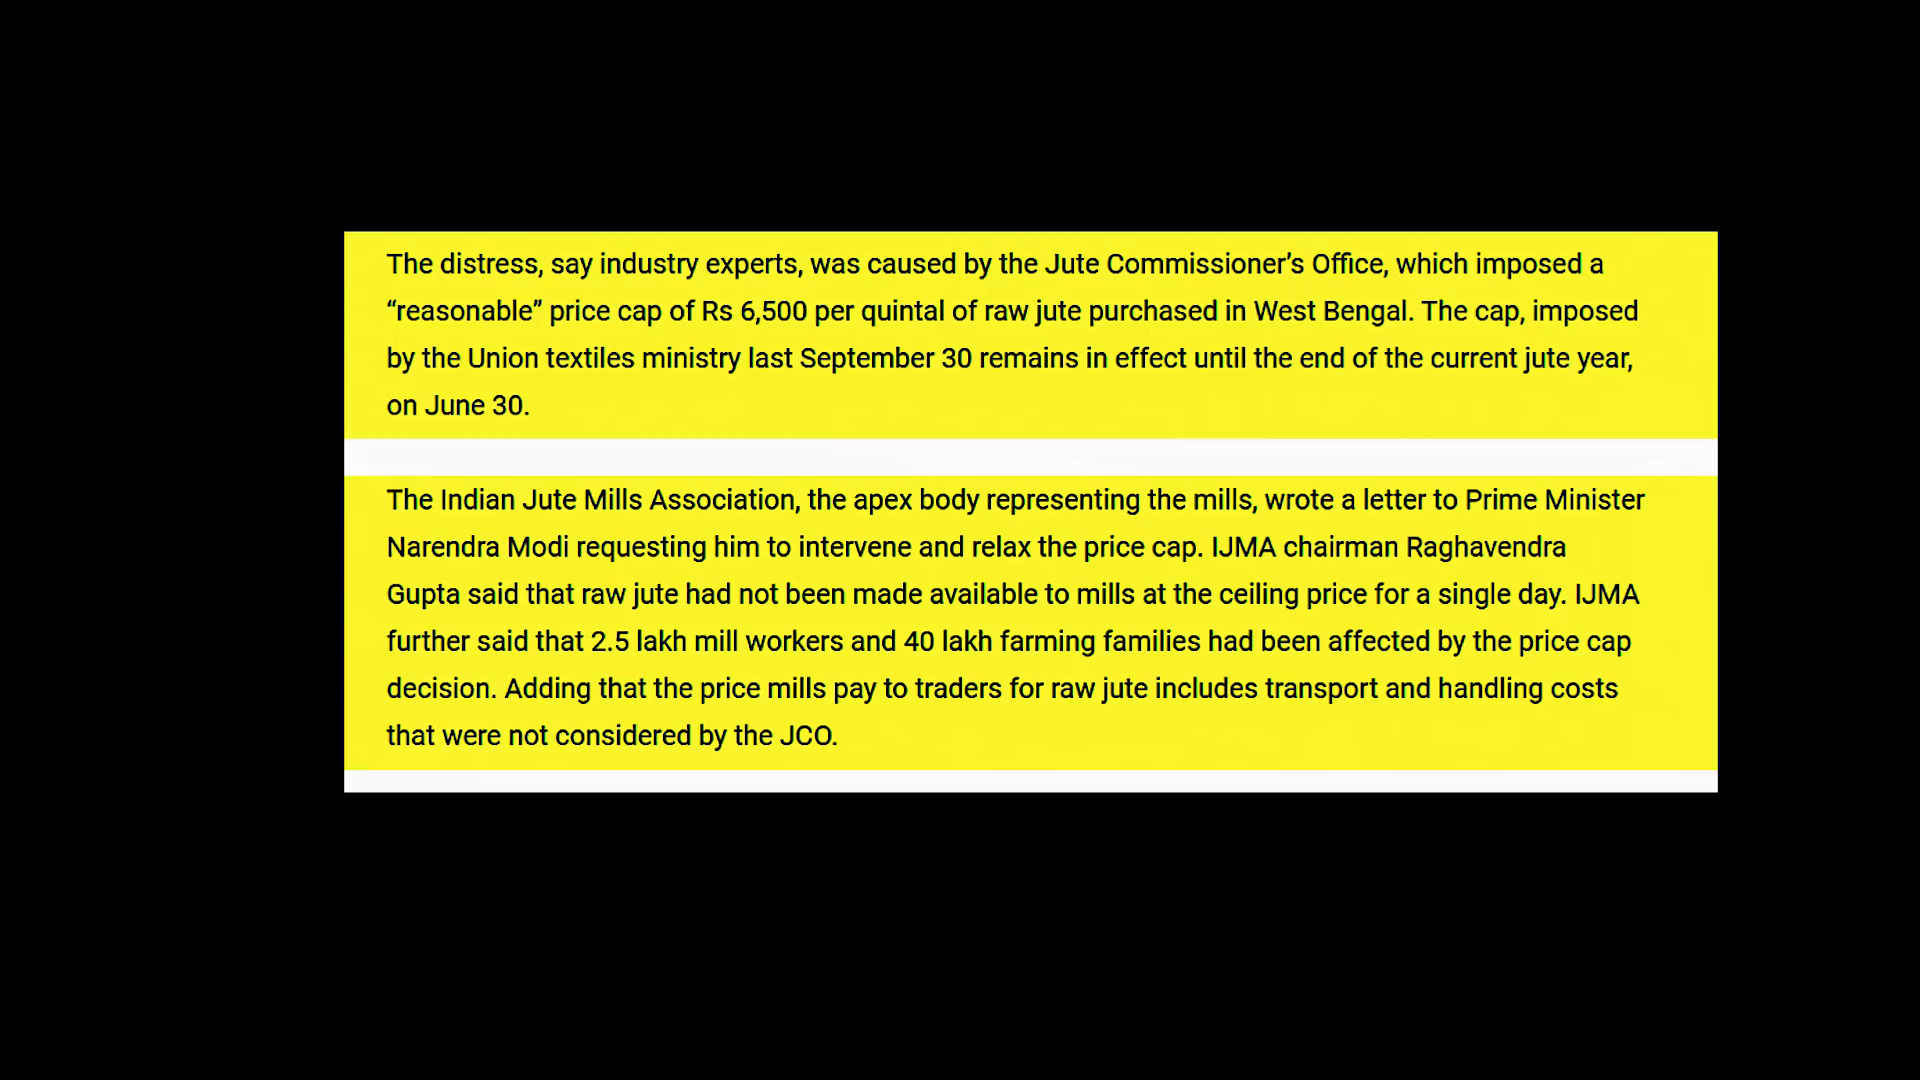 The distress, say industry experts, was caused by the Jute Commissioner’s Office, which imposed a
“reasonable” price cap of Rs 6,500 per quintal of raw jute purchased in West Bengal. The cap, imposed
by the Union textiles ministry last September 30 remains in effect until the end of the current jute year,
on June 30.
The Indian Jute Mills Association, the apex body representing the mills, wrote a letter to Prime Minister
Narendra Modi requesting him to intervene and relax the price cap. IJMA chairman Raghavendra
Gupta said that raw jute had not been made available to mills at the ceiling price for a single day. IJMA
further said that 2.5 lakh mill workers and 40 lakh farming families had been affected by the price cap
decision. Adding that the price mills pay to traders for raw jute includes transport and handling costs
that were not considered by the JCO.